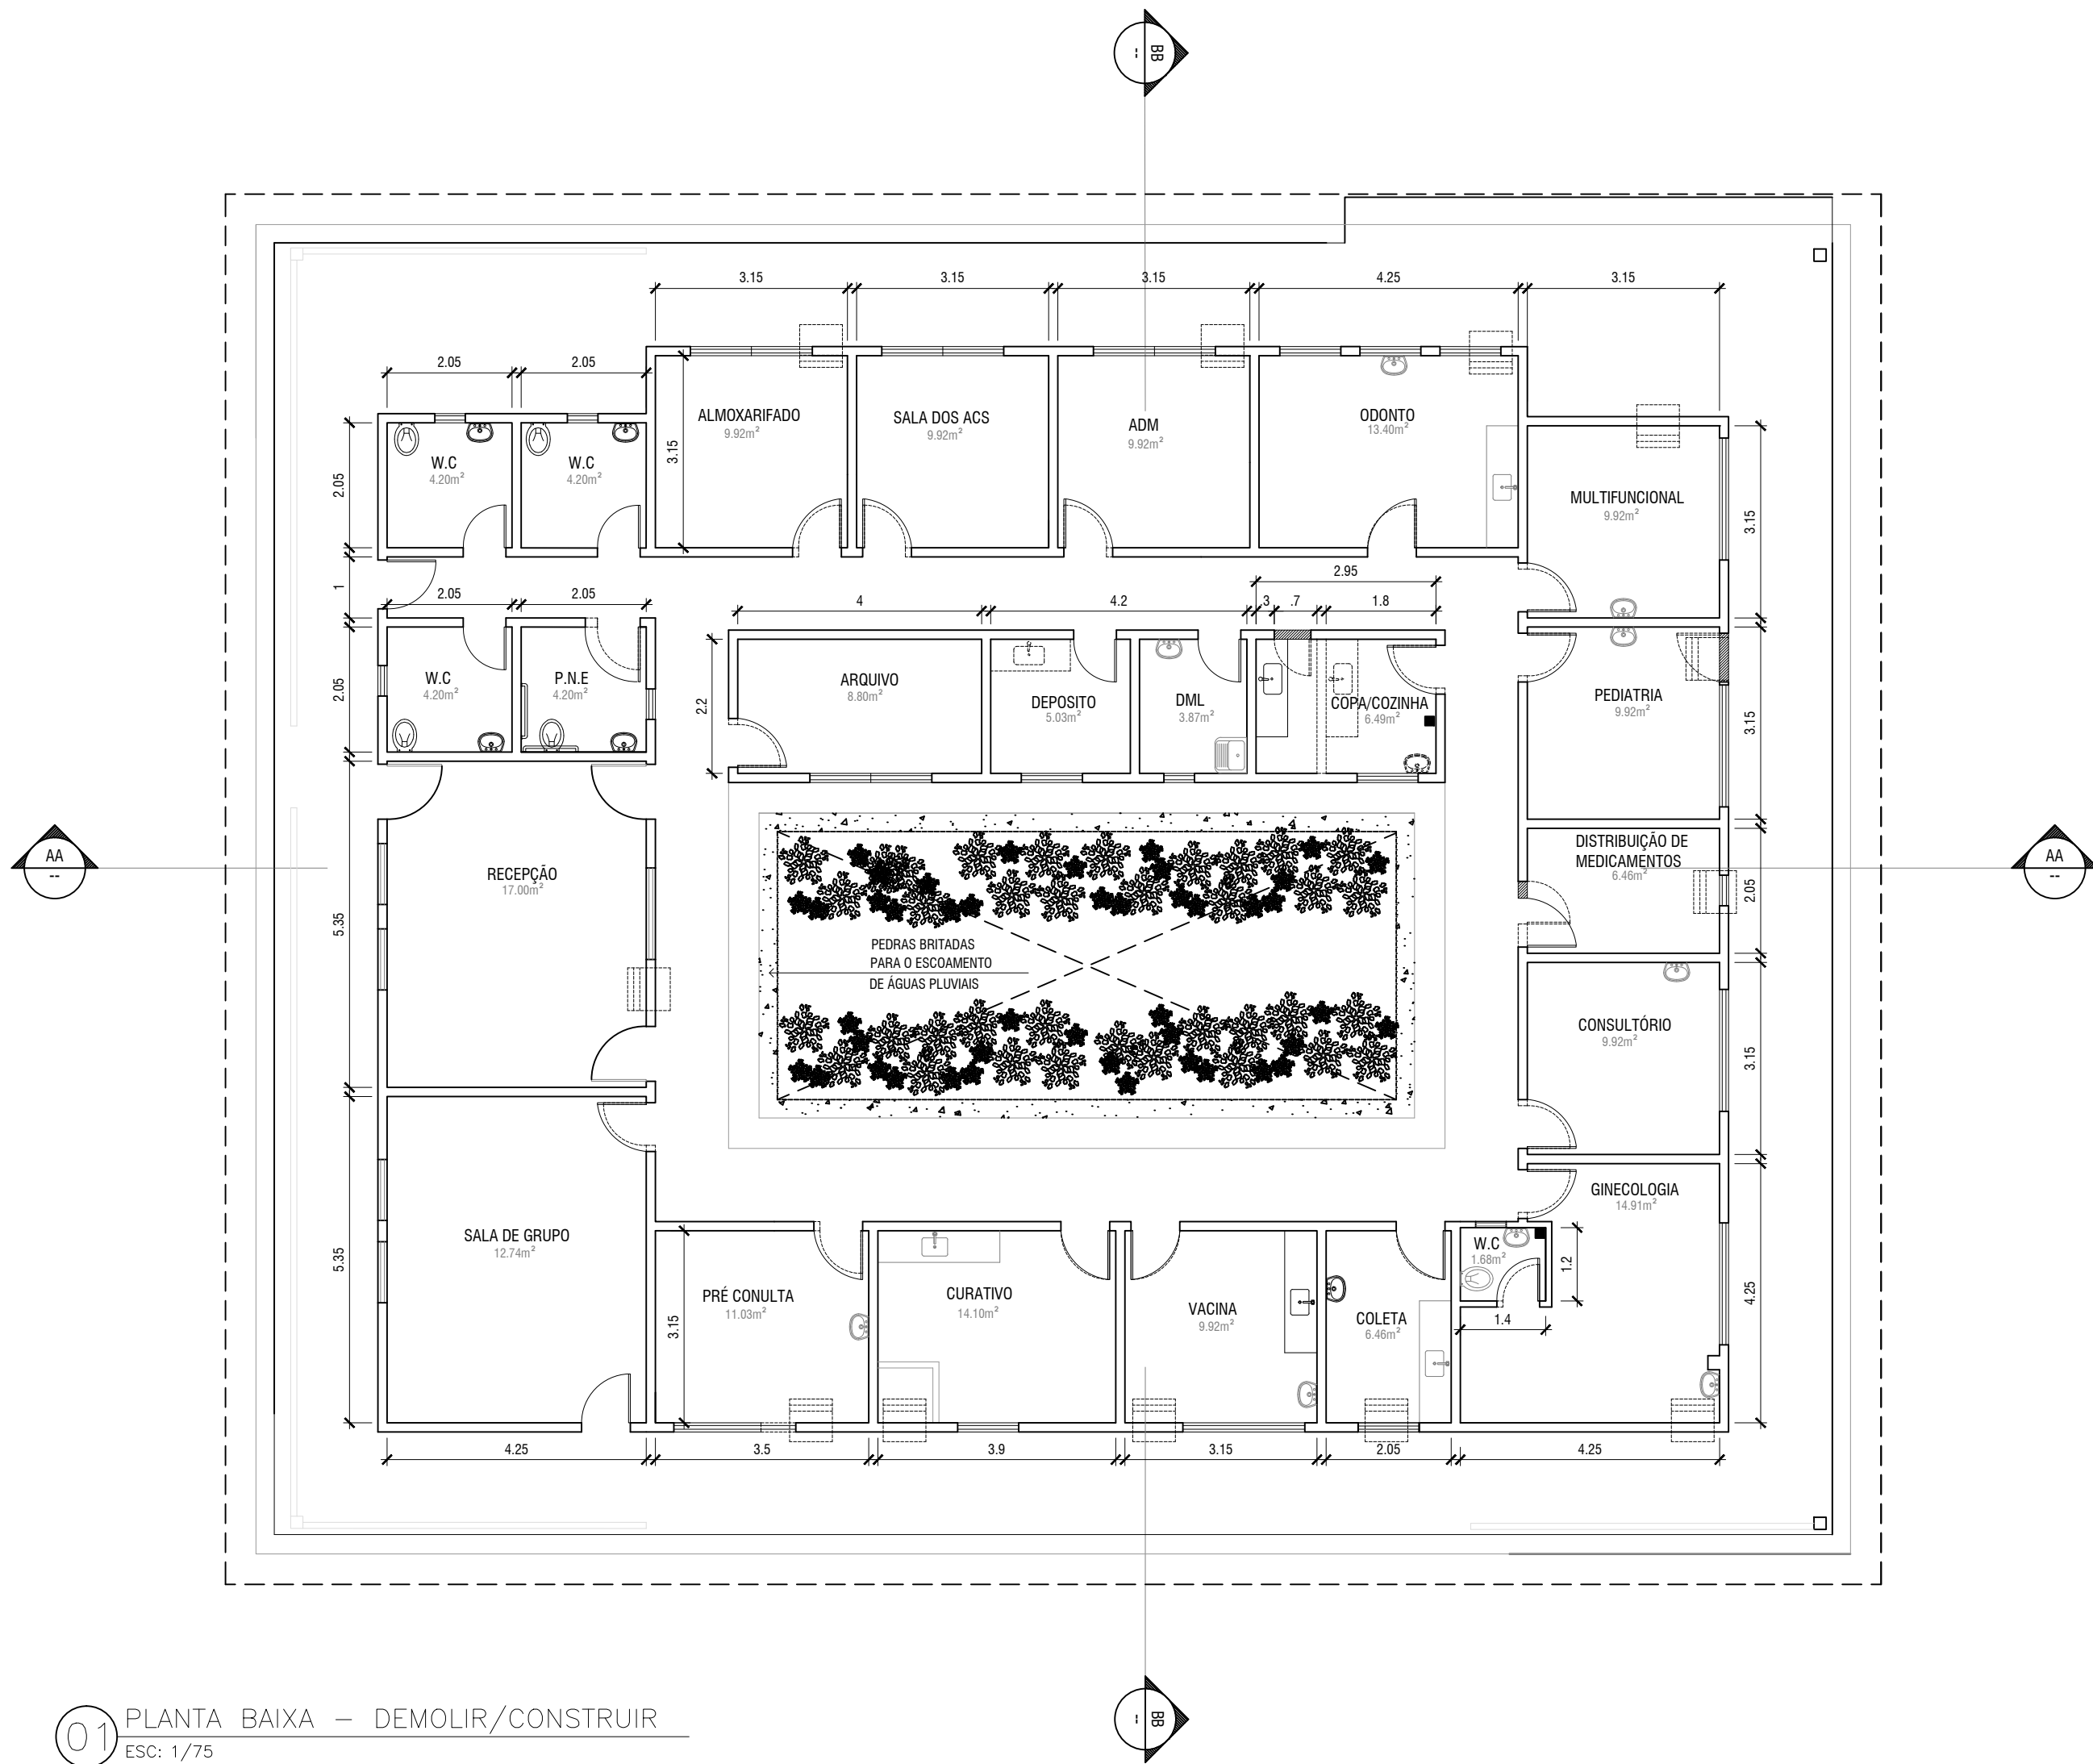 BB
--
3.15
3.15
3.15
4.25
3.15
2.05
2.05
ALMOXARIFADO
9.92m²
SALA DOS ACS
9.92m²
ADM
9.92m²
ODONTO
13.40m²
3.15
W.C
4.20m²
W.C
4.20m²
2.05
MULTIFUNCIONAL
9.92m²
3.15
1
2.05
2.05
2.95
4
4.2
3
.7
1.8
W.C
4.20m²
P.N.E
4.20m²
2.05
2.2
ARQUIVO
8.80m²
DEPOSITO
5.03m²
DML
3.87m²
COPA/COZINHA
6.49m²
PEDIATRIA
9.92m²
3.15
AA
--
RECEPÇÃO
17.00m²
5.35
DISTRIBUIÇÃO DE
MEDICAMENTOS
6.46m²
2.05
AA
--
PEDRAS BRITADAS
PARA O ESCOAMENTO
DE ÁGUAS PLUVIAIS
CONSULTÓRIO
9.92m²
3.15
SALA DE GRUPO
12.74m²
5.35
GINECOLOGIA
14.91m²
4.25
W.C
1.68m²
1.2
1.4
PRÉ CONULTA
11.03m²
3.15
CURATIVO
14.10m²
VACINA
9.92m²
COLETA
6.46m²
4.25
3.5
3.9
3.15
2.05
4.25
BB
--
01
PLANTA BAIXA – DEMOLIR/CONSTRUIR
ESC: 1/75